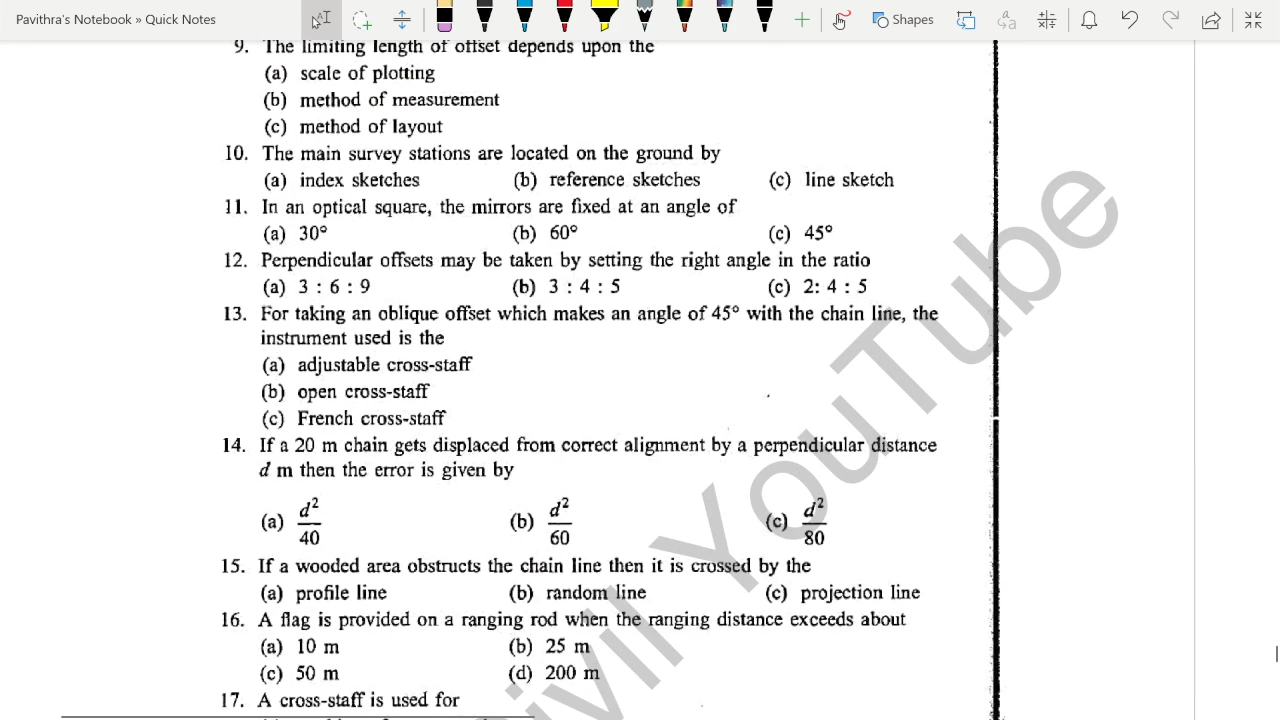 Pavithra's Notebook » Quick Notes
Shapes
9. The limiting length of offset depends upon the
(a) scale of plotting
(b) method of measurement
(c) method of layout
10. The main survey stations are located on the ground by
(a) index sketches (b) reference sketches (c) line sketch
11. In an optical square, the mirrors are fixed at an angle of
(a) 30° (b) 60° (c) 45°
12. Perpendicular offsets may be taken by setting the right angle in the ratio
(a) 3 : 6 : 9 (b) 3 : 4 : 5 (c) 2: 4 : 5
13. For taking an oblique offset which makes an angle of 45° with the chain line, the
instrument used is the
(a) adjustable cross-staff
(b) open cross-staff
(c) French cross-staff
14. If a 20 m chain gets displaced from correct alignment by a perpendicular distance
d m then the error is given by
(a) d²/40 (b) d²/60 (c) d²/80
15. If a wooded area obstructs the chain line then it is crossed by the
(a) profile line (b) random line (c) projection line
16. A flag is provided on a ranging rod when the ranging distance exceeds about
(a) 10 m (b) 25 m
(c) 50 m (d) 200 m
17. A cross-staff is used for
ivil YouTube